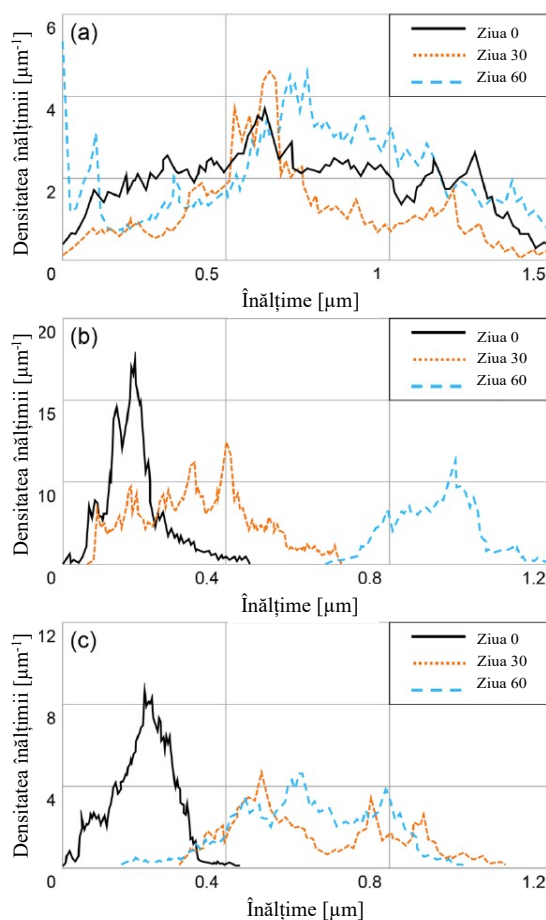 6
(a)
Ziua 0
Ziua 30
Ziua 60
4
2
0
0.5
1
1.5
Densitatea înălțimii [µm-1]
Înălțime [µm]
20
(b)
Ziua 0
Ziua 30
Ziua 60
15
10
0
0.4
0.8
1.2
Densitatea înălțimii [µm-1]
Înălțime [µm]
12
(c)
Ziua 0
Ziua 30
Ziua 60
8
4
0
0
0.4
0.8
1.2
Densitatea înălțimii [µm-1]
Înălțime [µm]